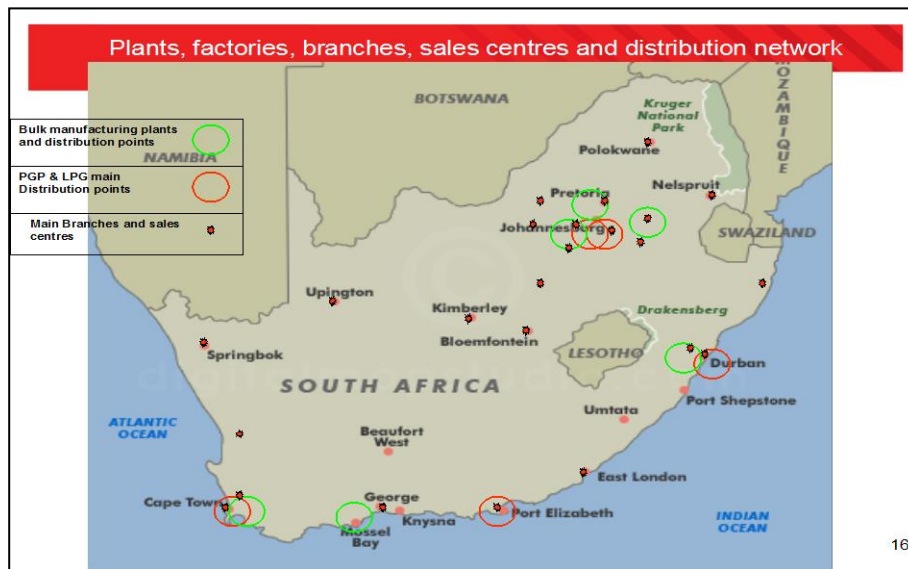 Plants, factories, branches, sales centres and distribution network
Bulk manufacturing plants
and distribution points
PGP & LPG main
Distribution points
Main Branches and sales
centres
BOTSWANA
NAMIBIA
MOZAMBIQUE
Kruger
National
Park
Polokwane
Pretoria
Nelspruit
Johannesburg
SWAZILAND
Upington
Kimberley
Bloemfontein
Drakensberg
LESOTHO
Durban
Springbok
SOUTH AFRICA
Port Shepstone
Umtata
ATLANTIC
OCEAN
Beaufort
West
East London
Cape Town
George
Knysna
Mossel
Bay
Port Elizabeth
INDIAN
OCEAN
16